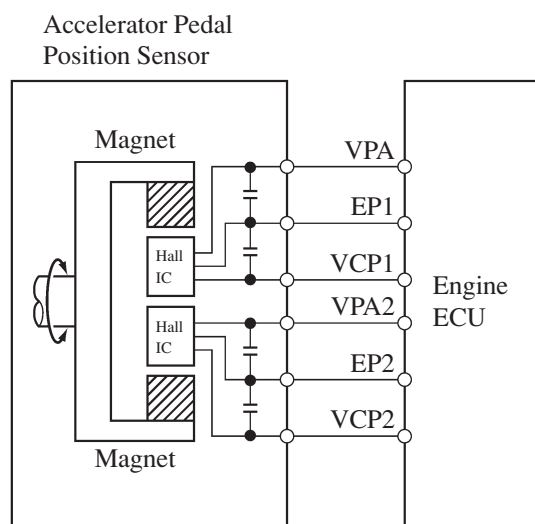 Accelerator Pedal
Position Sensor
Magnet
VPA
EP1
Hall
IC
VCP1
Engine
ECU
VPA2
Hall
IC
EP2
VCP2
Magnet